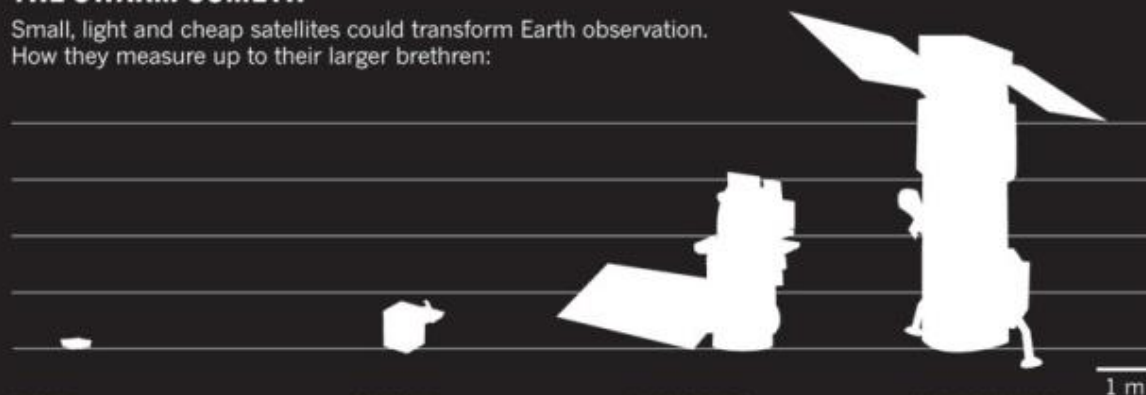 Small, light and cheap satellites could transform Earth observation.
How they measure up to their larger brethren:
1 m